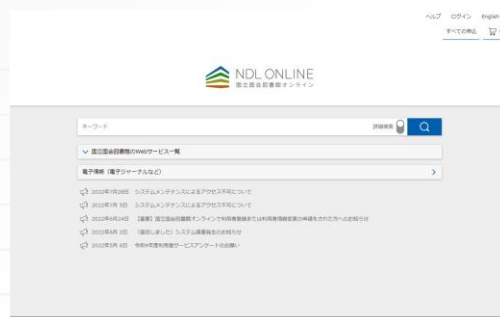 ヘルプ ログイン English
すべての申込
NDL ONLINE
国立国会図書館オンライン
キーワード 詳細検索
国立国会図書館のWebサービス一覧
電子情報（電子ジャーナルなど）
2022年7月28日 システムメンテナンスによるアクセス不可について
2022年7月 5日 システムメンテナンスによるアクセス不可について
2022年6月24日 【重要】国立国会図書館オンラインで利用者登録または利用者情報変更の申請をされた方へのお知らせ
2022年6月 2日 （復旧しました）システム障害発生のお知らせ
2022年5月 6日 令和4年度利用者サービスアンケートのお願い